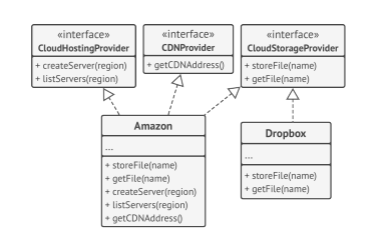 «interface»
CloudHostingProvider
+ createServer(region)
+ listServers(region)
«interface»
CDNProvider
+ getCDNAddress()
«interface»
CloudStorageProvider
+ storeFile(name)
+ getFile(name)
Amazon
...
+ storeFile(name)
+ getFile(name)
+ createServer(region)
+ listServers(region)
+ getCDNAddress()
Dropbox
...
+ storeFile(name)
+ getFile(name)